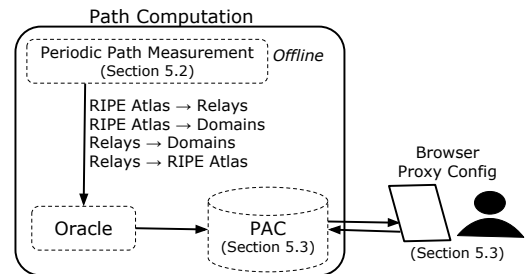 Path Computation
Periodic Path Measurement
(Section 5.2)
Offline
RIPE Atlas → Relays
RIPE Atlas → Domains
Relays → Domains
Relays → RIPE Atlas
Browser
Proxy Config
Oracle
PAC
(Section 5.3)
(Section 5.3)